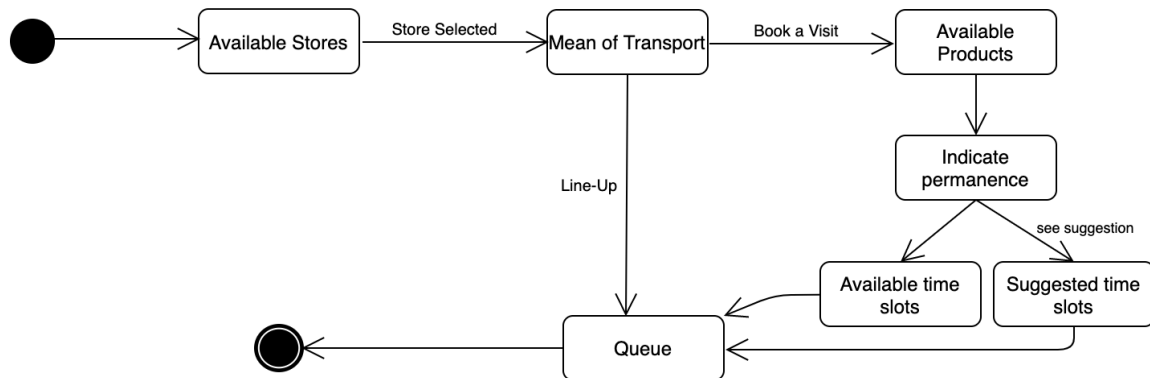 Available Stores
Store Selected
Mean of Transport
Book a Visit
Available
Products
Indicate
permanence
Line-Up
see suggestion
Available time
slots
Suggested time
slots
Queue